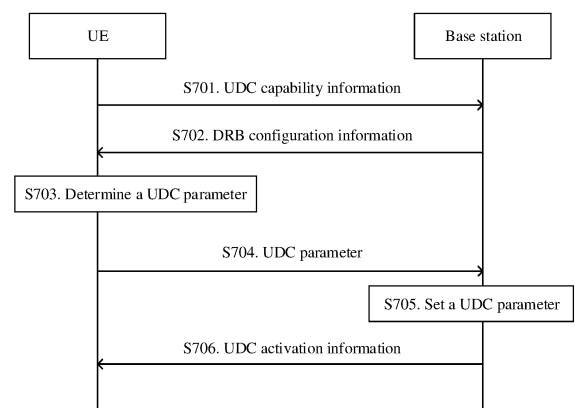 UE
Base station
S701. UDC capability information
S702. DRB configuration information
S703. Determine a UDC parameter
S704. UDC parameter
S705. Set a UDC parameter
S706. UDC activation information